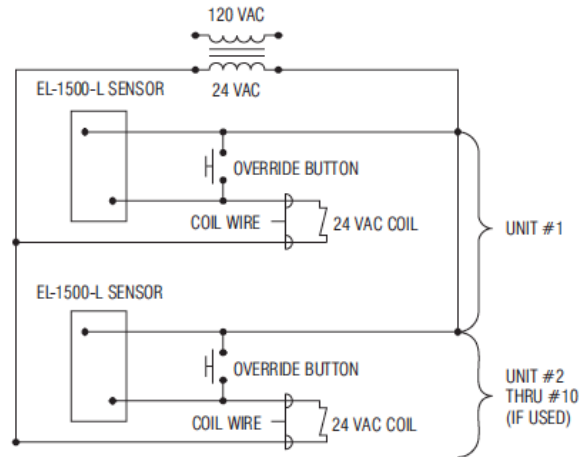 120 VAC
24 VAC
EL-1500-L SENSOR
OVERRIDE BUTTON
COIL WIRE
24 VAC COIL
UNIT #1
EL-1500-L SENSOR
OVERRIDE BUTTON
COIL WIRE
24 VAC COIL
UNIT #2
THRU #10
(IF USED)